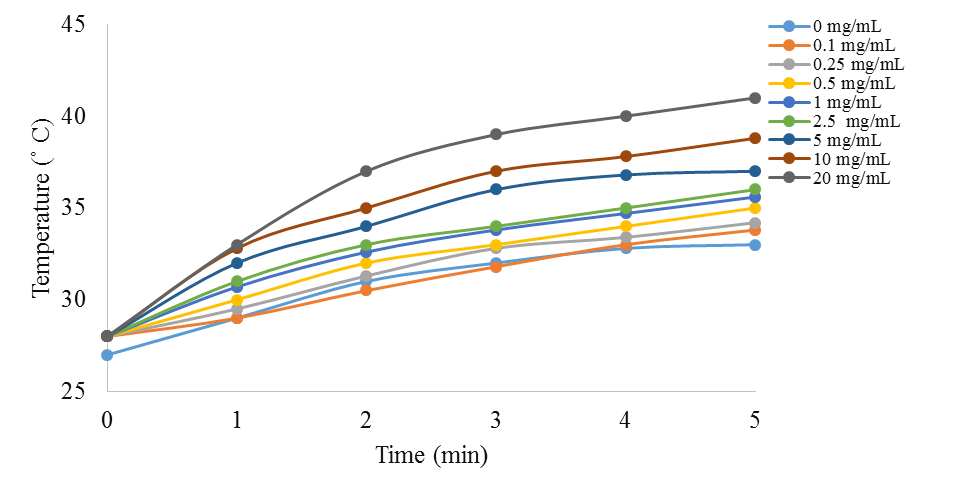 45
40
35
30
25
0 1 2 3 4 5
Temperature (˚ C)
Time (min)
0 mg/mL
0.1 mg/mL
0.25 mg/mL
0.5 mg/mL
1 mg/mL
2.5  mg/mL
5 mg/mL
10 mg/mL
20 mg/mL